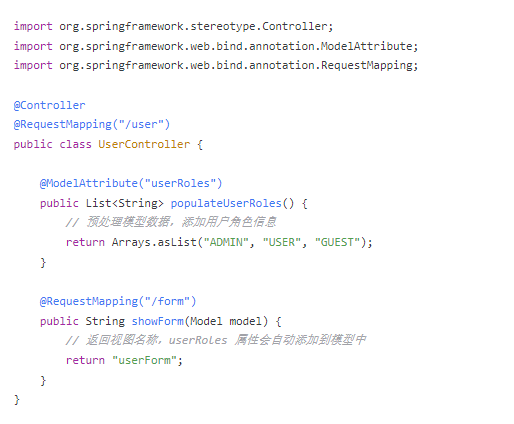 import org.springframework.stereotype.Controller;
import org.springframework.web.bind.annotation.ModelAttribute;
import org.springframework.web.bind.annotation.RequestMapping;
@Controller
@RequestMapping("/user")
public class UserController {
@ModelAttribute("userRoles")
public List<String> populateUserRoles() {
// 预处理模型数据，添加用户角色信息
return Arrays.asList("ADMIN", "USER", "GUEST");
}
@RequestMapping("/form")
public String showForm(Model model) {
// 返回视图名称，userRoles 属性会自动添加到模型中
return "userForm";
}
}